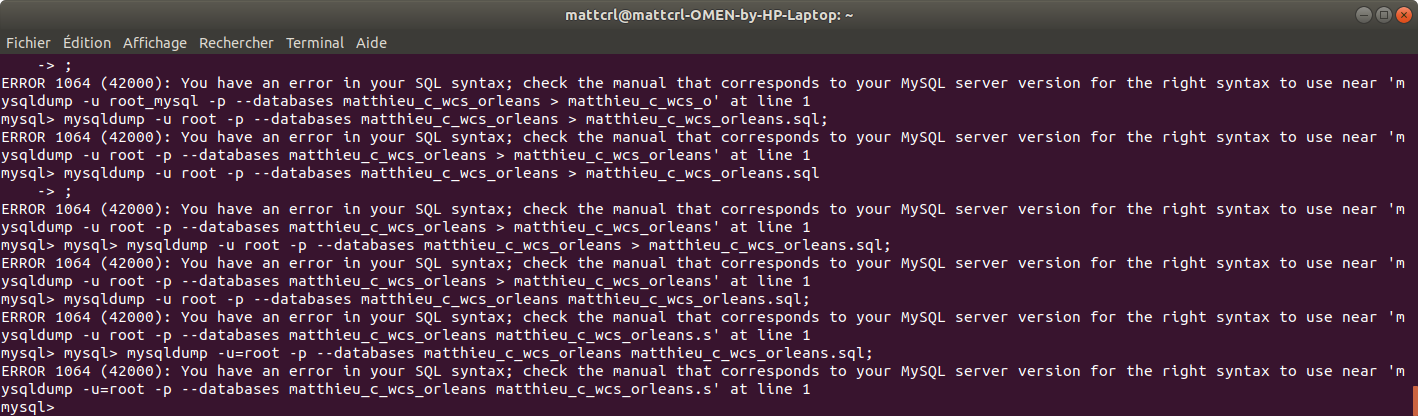 mattcrl@mattcrl-OMEN-by-HP-Laptop: ~
Fichier Édition Affichage Rechercher Terminal Aide
    -> ;
ERROR 1064 (42000): You have an error in your SQL syntax; check the manual that corresponds to your MySQL server version for the right syntax to use near 'm
ysqldump -u root_mysql -p --databases matthieu_c_wcs_orleans > matthieu_c_wcs_o' at line 1
mysql> mysqldump -u root -p --databases matthieu_c_wcs_orleans > matthieu_c_wcs_orleans.sql;
ERROR 1064 (42000): You have an error in your SQL syntax; check the manual that corresponds to your MySQL server version for the right syntax to use near 'm
ysqldump -u root -p --databases matthieu_c_wcs_orleans > matthieu_c_wcs_orleans' at line 1
mysql> mysqldump -u root -p --databases matthieu_c_wcs_orleans > matthieu_c_wcs_orleans.sql
    -> ;
ERROR 1064 (42000): You have an error in your SQL syntax; check the manual that corresponds to your MySQL server version for the right syntax to use near 'm
ysqldump -u root -p --databases matthieu_c_wcs_orleans > matthieu_c_wcs_orleans' at line 1
mysql> mysql> mysqldump -u root -p --databases matthieu_c_wcs_orleans > matthieu_c_wcs_orleans.sql;
ERROR 1064 (42000): You have an error in your SQL syntax; check the manual that corresponds to your MySQL server version for the right syntax to use near 'm
ysqldump -u root -p --databases matthieu_c_wcs_orleans > matthieu_c_wcs_orleans' at line 1
mysql> mysqldump -u root -p --databases matthieu_c_wcs_orleans matthieu_c_wcs_orleans.sql;
ERROR 1064 (42000): You have an error in your SQL syntax; check the manual that corresponds to your MySQL server version for the right syntax to use near 'm
ysqldump -u root -p --databases matthieu_c_wcs_orleans matthieu_c_wcs_orleans.s' at line 1
mysql> mysql> mysqldump -u=root -p --databases matthieu_c_wcs_orleans matthieu_c_wcs_orleans.sql;
ERROR 1064 (42000): You have an error in your SQL syntax; check the manual that corresponds to your MySQL server version for the right syntax to use near 'm
ysqldump -u=root -p --databases matthieu_c_wcs_orleans matthieu_c_wcs_orleans.s' at line 1
mysql>